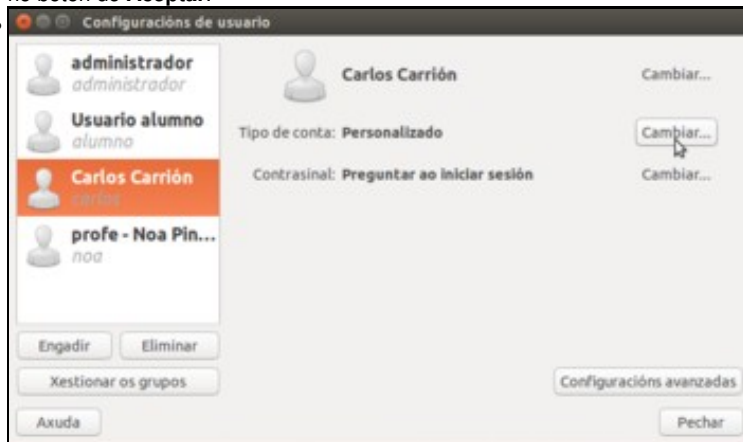 no botón de Aceptar.
Configuracións de usuario
administrador
administrador
Carlos Carrión
Cambiar...
Usuario alumno
alumno
Tipo de conta: Personalizado
Cambiar...
Carlos Carrión
carlos
Contrasinal: Preguntar ao iniciar sesión
Cambiar...
profe - Noa Pin...
noa
Engadir
Eliminar
Xestionar os grupos
Configuracións avanzadas
Axuda
Pechar